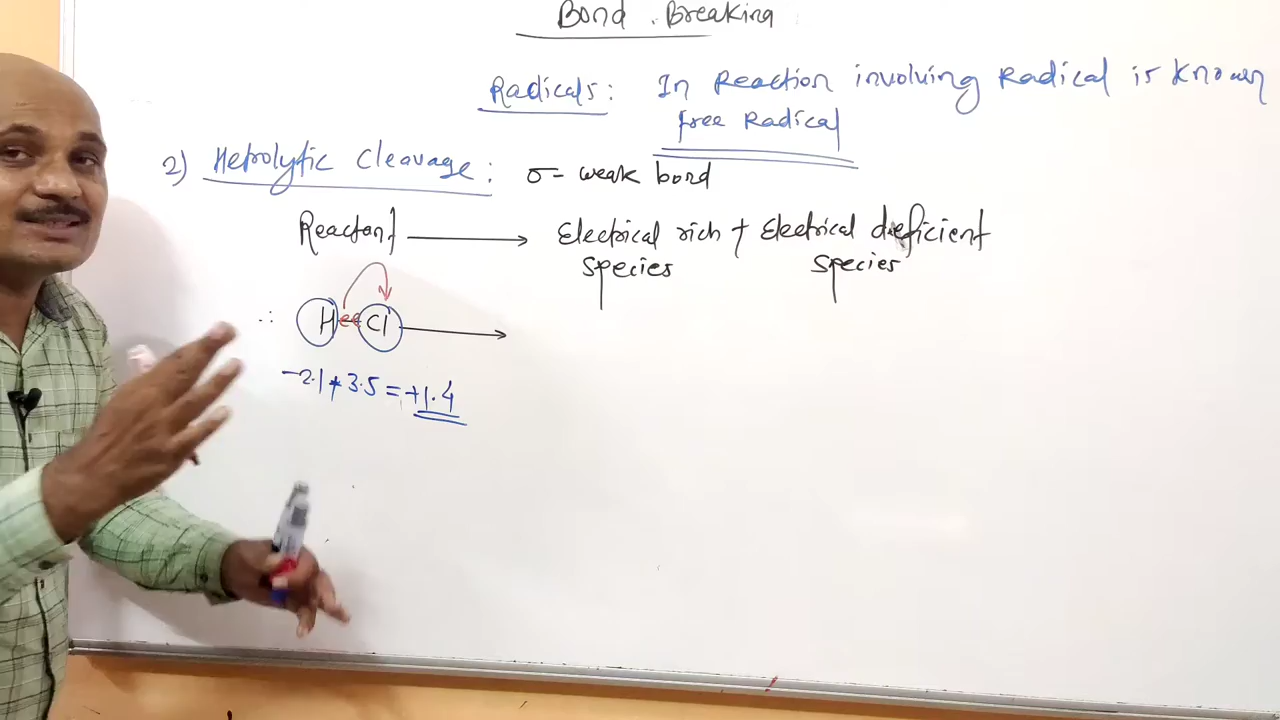 Bond . Breaking
Radicals : In Reaction involving Radical is Known
free Radical
2) Hetrolytic Cleavage : σ- weak bond
Reactant ⟶ Electrical rich + Electrical deficient
species species
∴ H Cl ⟶
-2.1 + 3.5 = +1.4